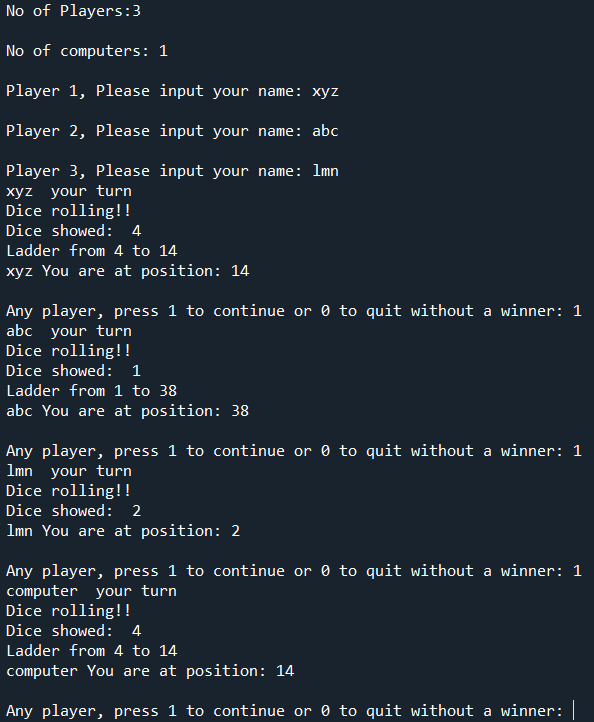 No of Players:3
No of computers: 1
Player 1, Please input your name: xyz
Player 2, Please input your name: abc
Player 3, Please input your name: lmn
xyz  your turn
Dice rolling!!
Dice showed:  4
Ladder from 4 to 14
xyz You are at position: 14
Any player, press 1 to continue or 0 to quit without a winner: 1
abc  your turn
Dice rolling!!
Dice showed:  1
Ladder from 1 to 38
abc You are at position: 38
Any player, press 1 to continue or 0 to quit without a winner: 1
lmn  your turn
Dice rolling!!
Dice showed:  2
lmn You are at position: 2
Any player, press 1 to continue or 0 to quit without a winner: 1
computer  your turn
Dice rolling!!
Dice showed:  4
Ladder from 4 to 14
computer You are at position: 14
Any player, press 1 to continue or 0 to quit without a winner: